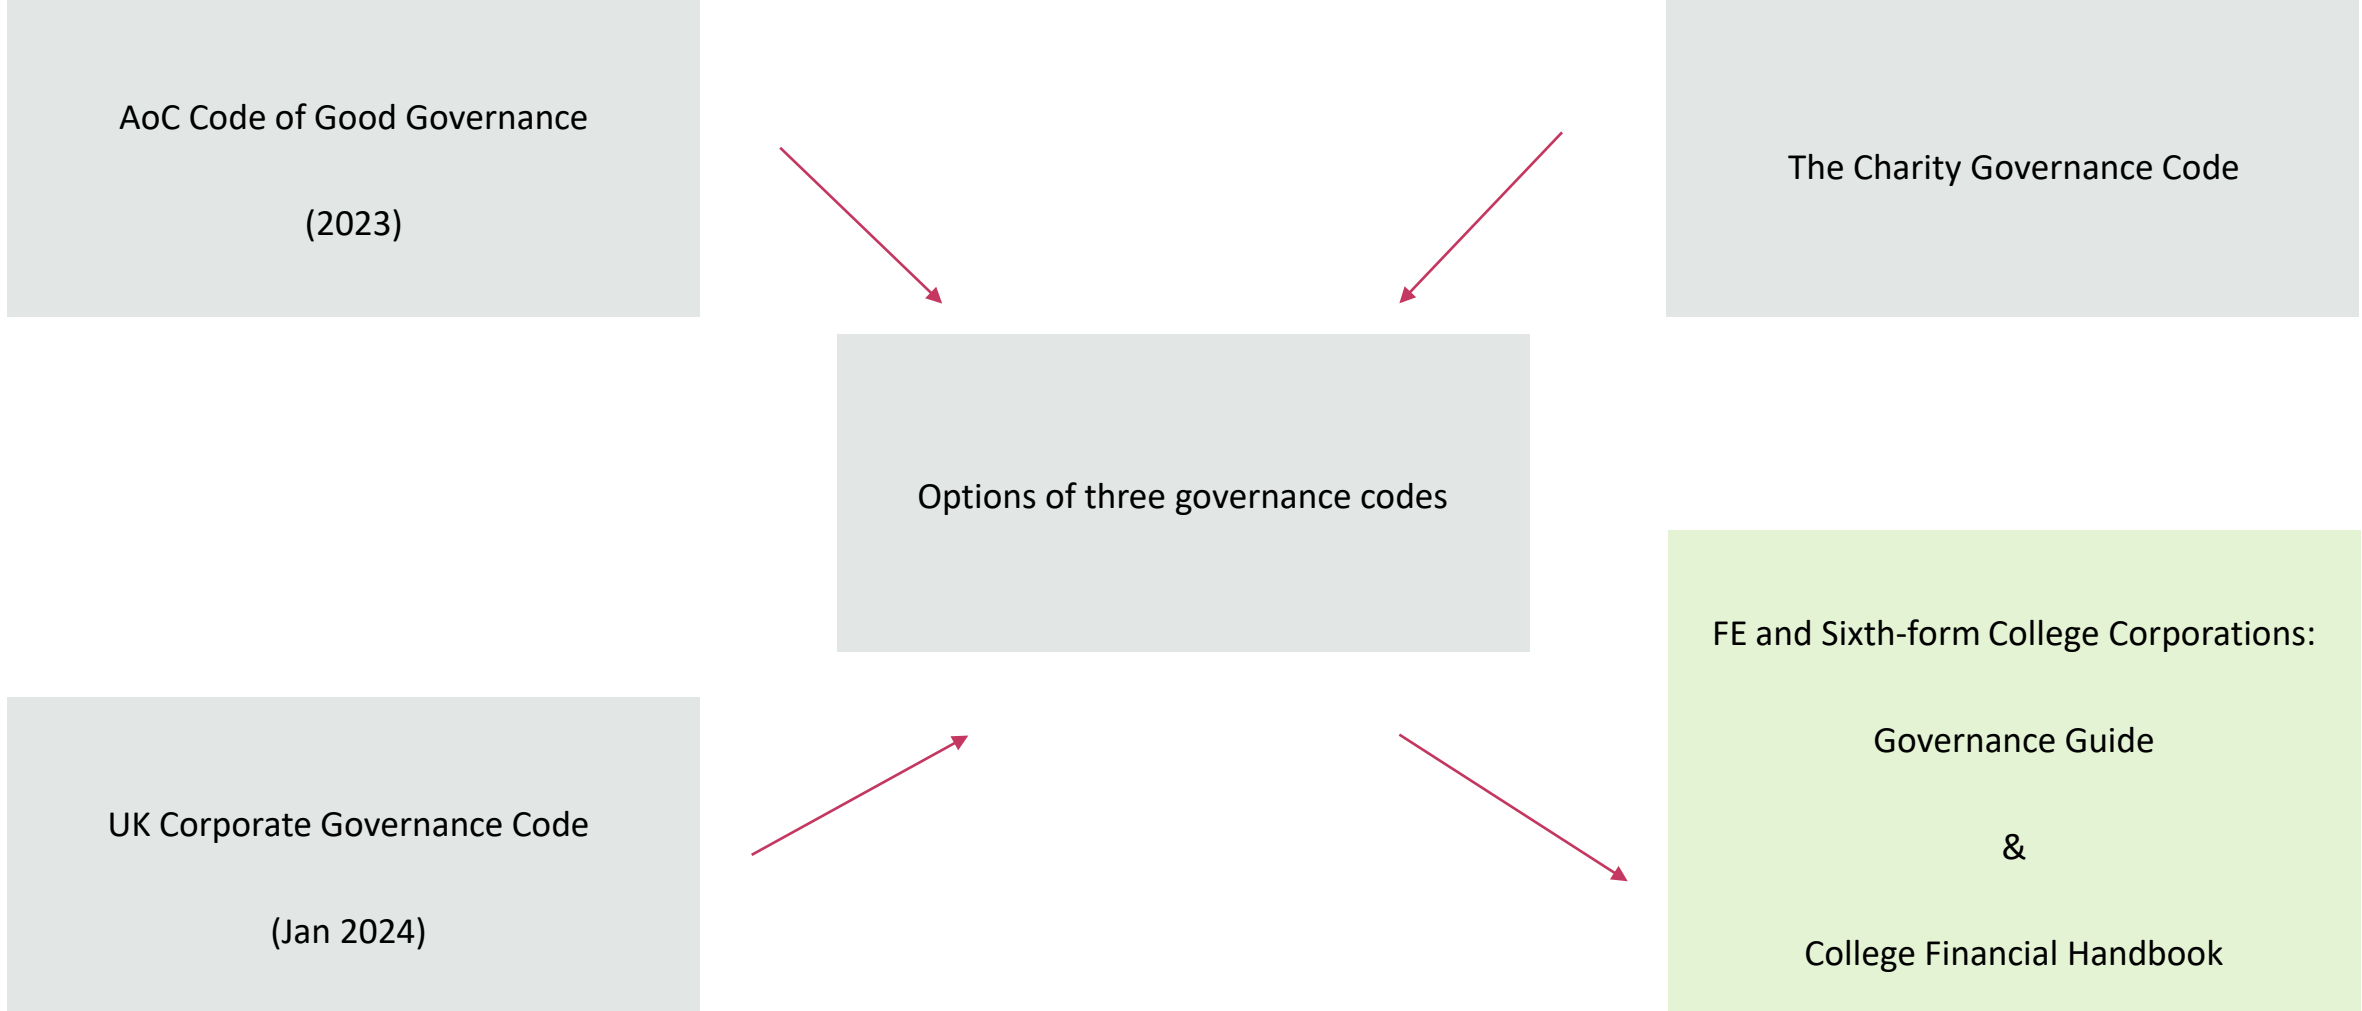 AoC Code of Good Governance
(2023)
The Charity Governance Code
Options of three governance codes
UK Corporate Governance Code
(Jan 2024)
FE and Sixth-form College Corporations:
Governance Guide
&
College Financial Handbook